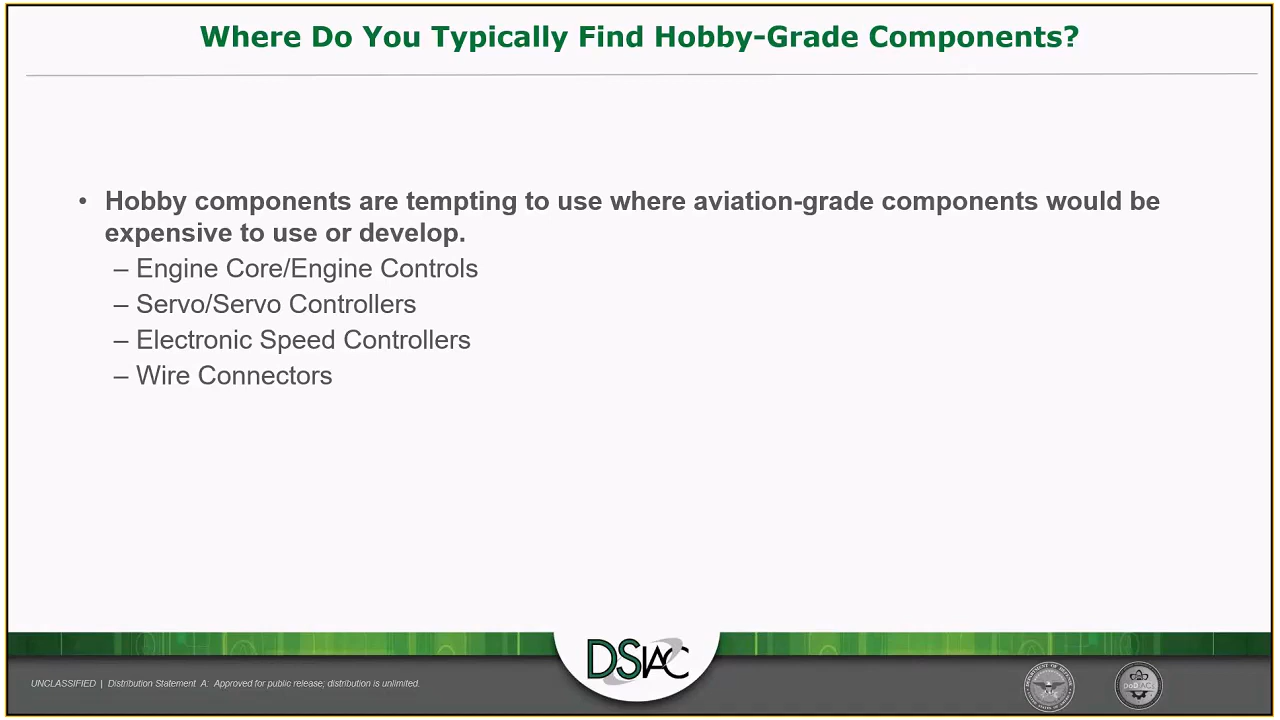 Where Do You Typically Find Hobby-Grade Components?
• Hobby components are tempting to use where aviation-grade components would be
expensive to use or develop.
– Engine Core/Engine Controls
– Servo/Servo Controllers
– Electronic Speed Controllers
– Wire Connectors
DSIAC
UNCLASSIFIED | Distribution Statement A: Approved for public release; distribution is unlimited.